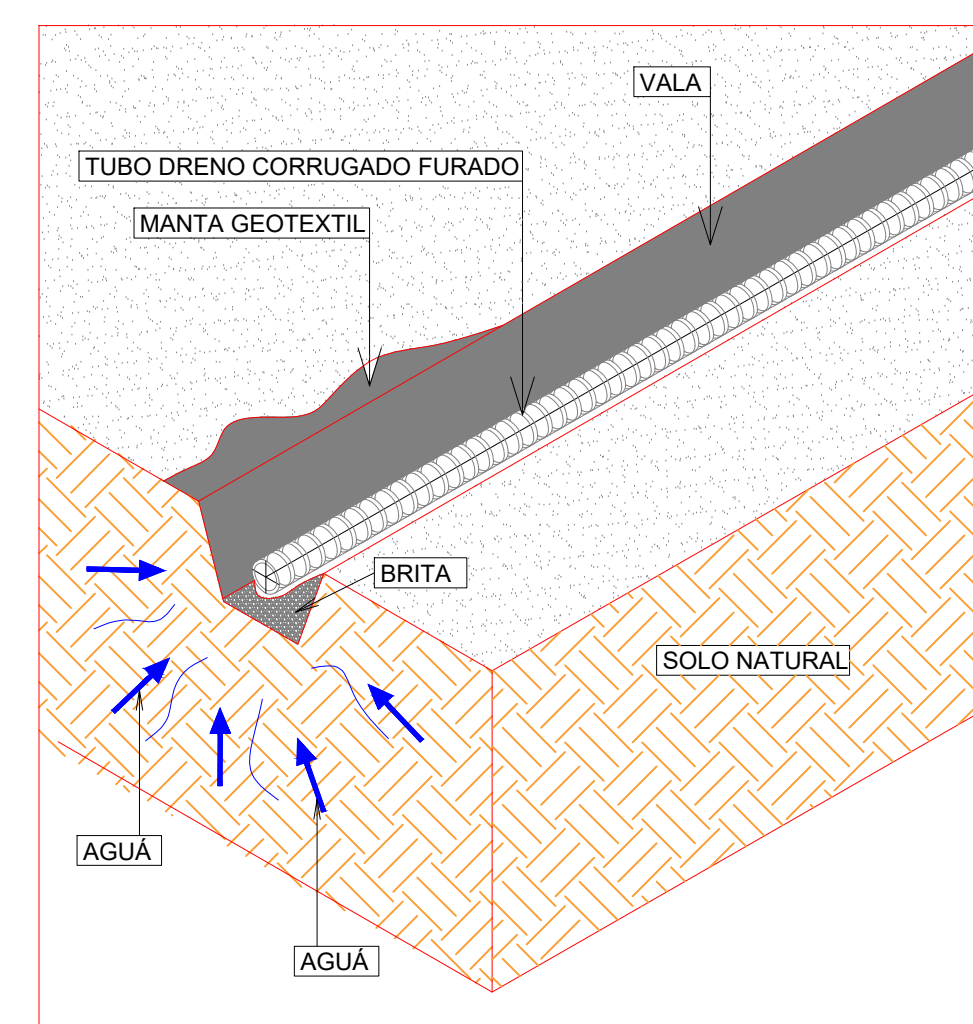 VALA
TUBO DRENO CORRUGADO FURADO
MANTA GEOTEXTIL
BRITA
SOLO NATURAL
AGUÁ
AGUÁ